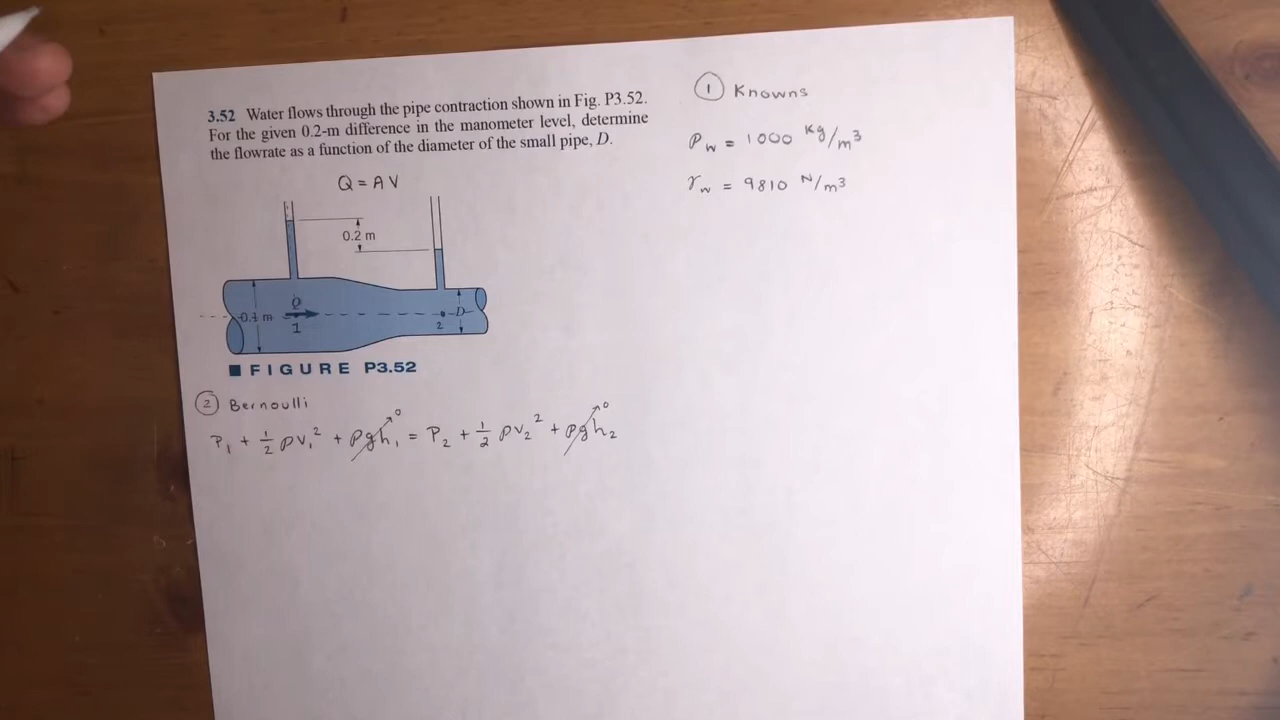 3.52 Water flows through the pipe contraction shown in Fig. P3.52.
For the given 0.2-m difference in the manometer level, determine
the flowrate as a function of the diameter of the small pipe, D.
Q = AV
0.2 m
0.1 m
Q
1
2
D
■ FIGURE P3.52
① Knowns
ρw = 1000 kg/m³
γw = 9810 N/m³
② Bernoulli
P₁ + ½ρv₁² + ρgh₁ → 0 = P₂ + ½ρv₂² + ρgh₂ → 0